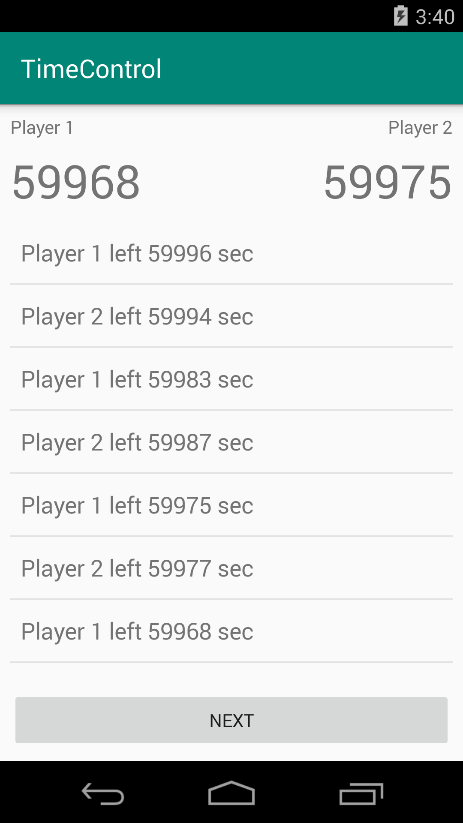 3:40
TimeControl
Player 1 Player 2
59968 59975
Player 1 left 59996 sec
Player 2 left 59994 sec
Player 1 left 59983 sec
Player 2 left 59987 sec
Player 1 left 59975 sec
Player 2 left 59977 sec
Player 1 left 59968 sec
NEXT